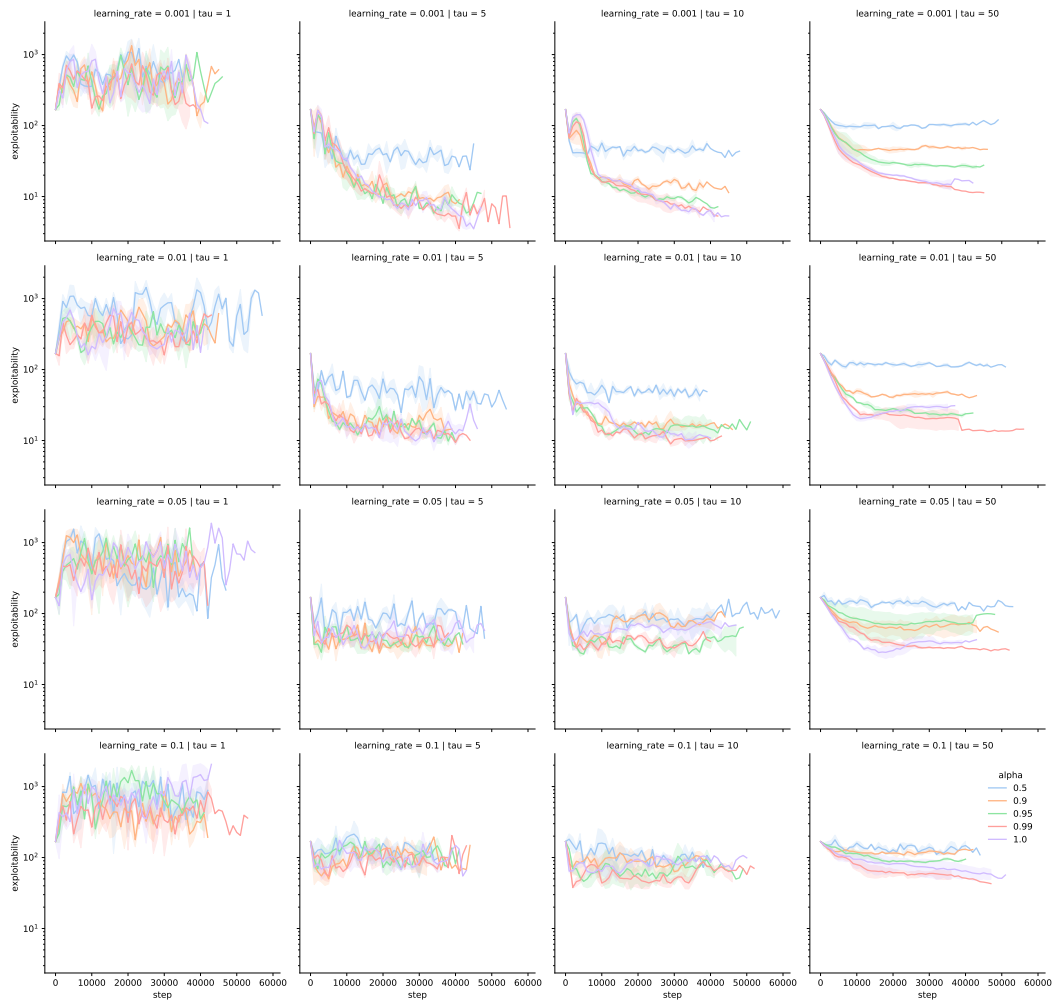 learning_rate = 0.001 | tau = 1
learning_rate = 0.001 | tau = 5
learning_rate = 0.001 | tau = 10
learning_rate = 0.001 | tau = 50
10³
10²
10¹
exploitability
learning_rate = 0.01 | tau = 1
learning_rate = 0.01 | tau = 5
learning_rate = 0.01 | tau = 10
learning_rate = 0.01 | tau = 50
10³
10²
10¹
exploitability
learning_rate = 0.05 | tau = 1
learning_rate = 0.05 | tau = 5
learning_rate = 0.05 | tau = 10
learning_rate = 0.05 | tau = 50
10³
10²
10¹
exploitability
learning_rate = 0.1 | tau = 1
learning_rate = 0.1 | tau = 5
learning_rate = 0.1 | tau = 10
learning_rate = 0.1 | tau = 50
10³
10²
10¹
exploitability
alpha
0.5
0.9
0.95
0.99
1.0
0 10000 20000 30000 40000 50000 60000
0 10000 20000 30000 40000 50000 60000
0 10000 20000 30000 40000 50000 60000
0 10000 20000 30000 40000 50000 60000
step
step
step
step